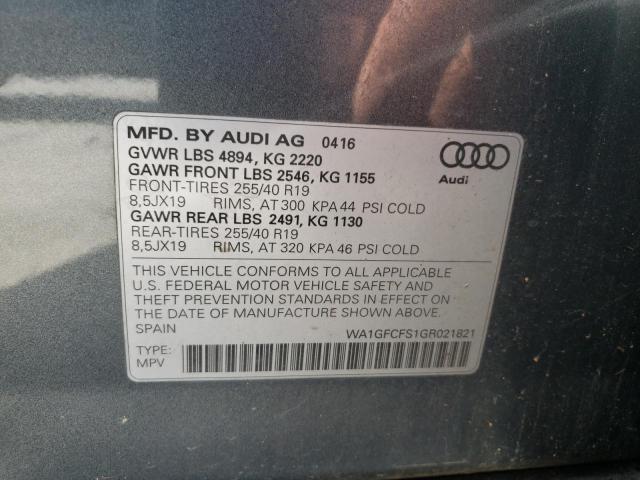 MFD. BY AUDI AG 0416
GVWR LBS 4894, KG 2220
GAWR FRONT LBS 2546, KG 1155
FRONT-TIRES 255/40 R19
8,5JX19 RIMS, AT 300 KPA 44 PSI COLD
GAWR REAR LBS 2491, KG 1130
REAR-TIRES 255/40 R19
8,5JX19 RIMS, AT 320 KPA 46 PSI COLD
Audi
THIS VEHICLE CONFORMS TO ALL APPLICABLE
U.S. FEDERAL MOTOR VEHICLE SAFETY AND
THEFT PREVENTION STANDARDS IN EFFECT ON
THE DATE OF MANUFACTURE SHOWN ABOVE.
SPAIN WA1GFCFS1GR021821
TYPE:
MPV